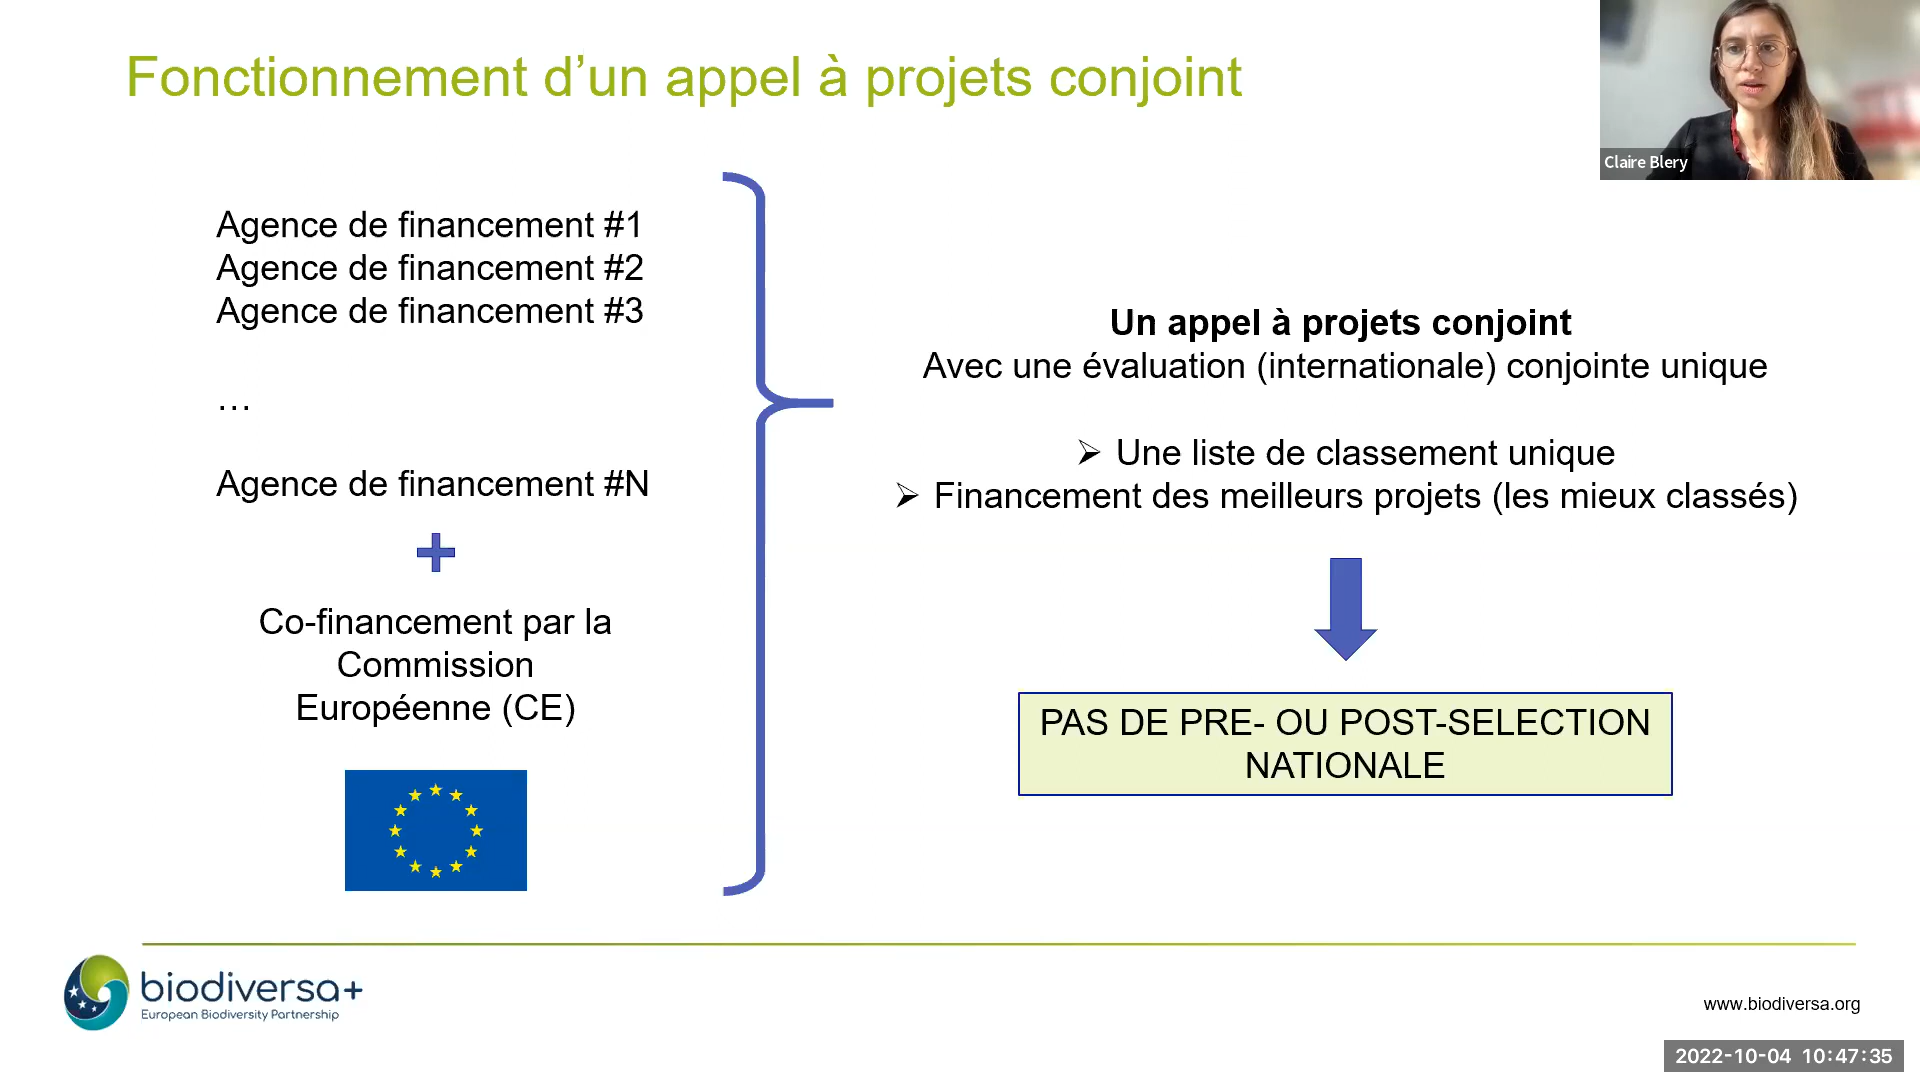 Fonctionnement d’un appel à projets conjoint
Claire Blery
Agence de financement #1
Agence de financement #2
Agence de financement #3
…
Agence de financement #N
Co-financement par la
Commission
Européenne (CE)
Un appel à projets conjoint
Avec une évaluation (internationale) conjointe unique
➢ Une liste de classement unique
➢ Financement des meilleurs projets (les mieux classés)
PAS DE PRE- OU POST-SELECTION
NATIONALE
biodiversa+
European Biodiversity Partnership
www.biodiversa.org
2022-10-04 10:47:35